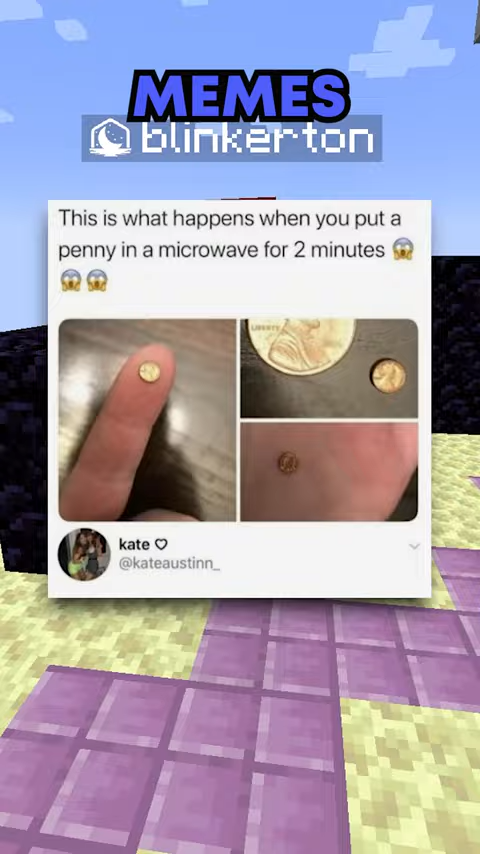 MEMES
blinkerton
This is what happens when you put a
penny in a microwave for 2 minutes 😱
😱😱
LIBERTY
kate ♡
@kateaustinn_